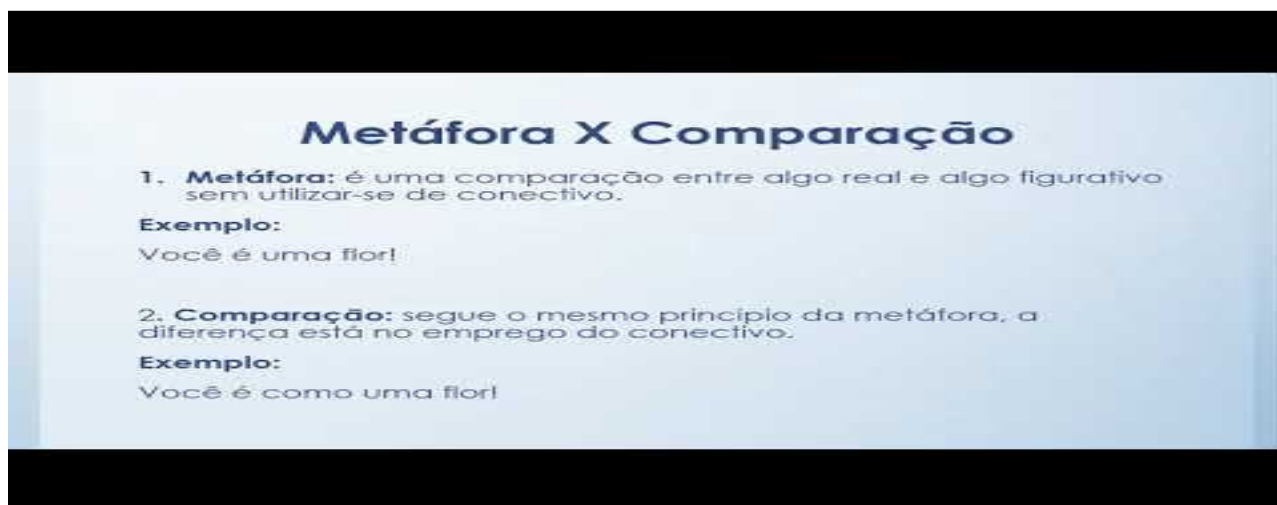 Metáfora X Comparação
1. Metáfora: é uma comparação entre algo real e algo figurativo
sem utilizar-se de conectivo.
Exemplo:
Você é uma flor!
2. Comparação: segue o mesmo princípio da metáfora, a
diferença está no emprego do conectivo.
Exemplo:
Você é como uma flor!